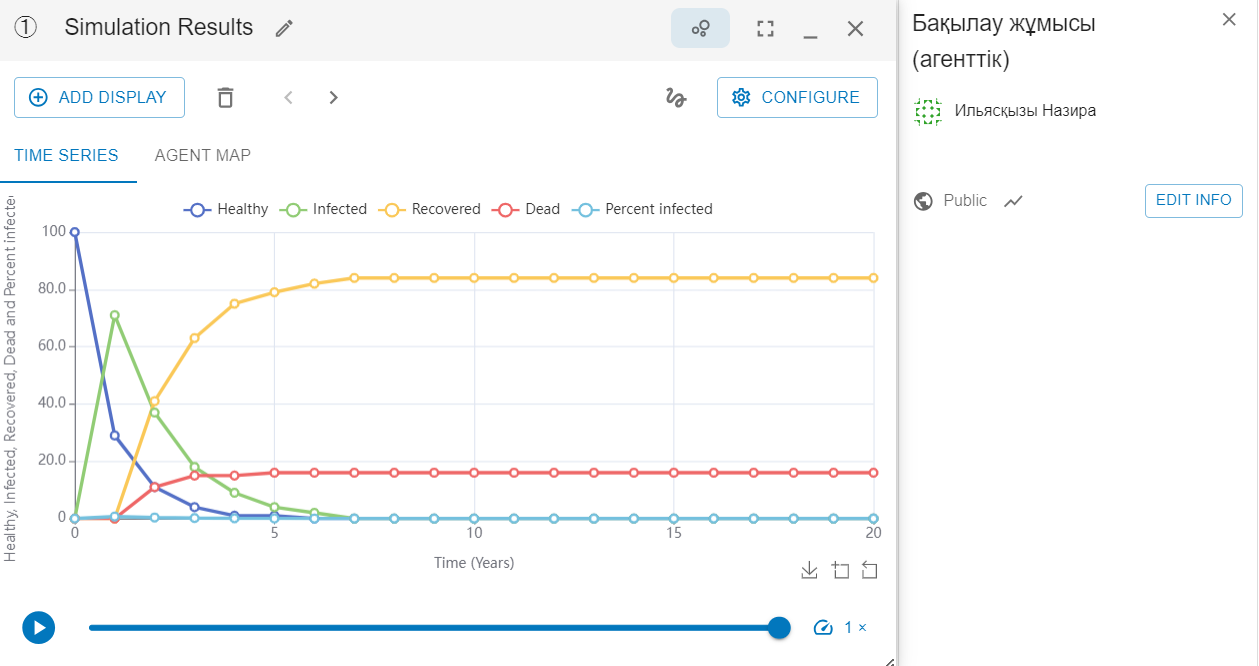 ① Simulation Results
ADD DISPLAY
CONFIGURE
TIME SERIES AGENT MAP
Healthy Infected Recovered Dead Percent infected
Healthy, Infected, Recovered, Dead and Percent infecte
100
80.0
60.0
40.0
20.0
0
0 5 10 15 20
Time (Years)
1 ×
Бақылау жұмысы
(агенттік)
Ильясқызы Назира
Public
EDIT INFO